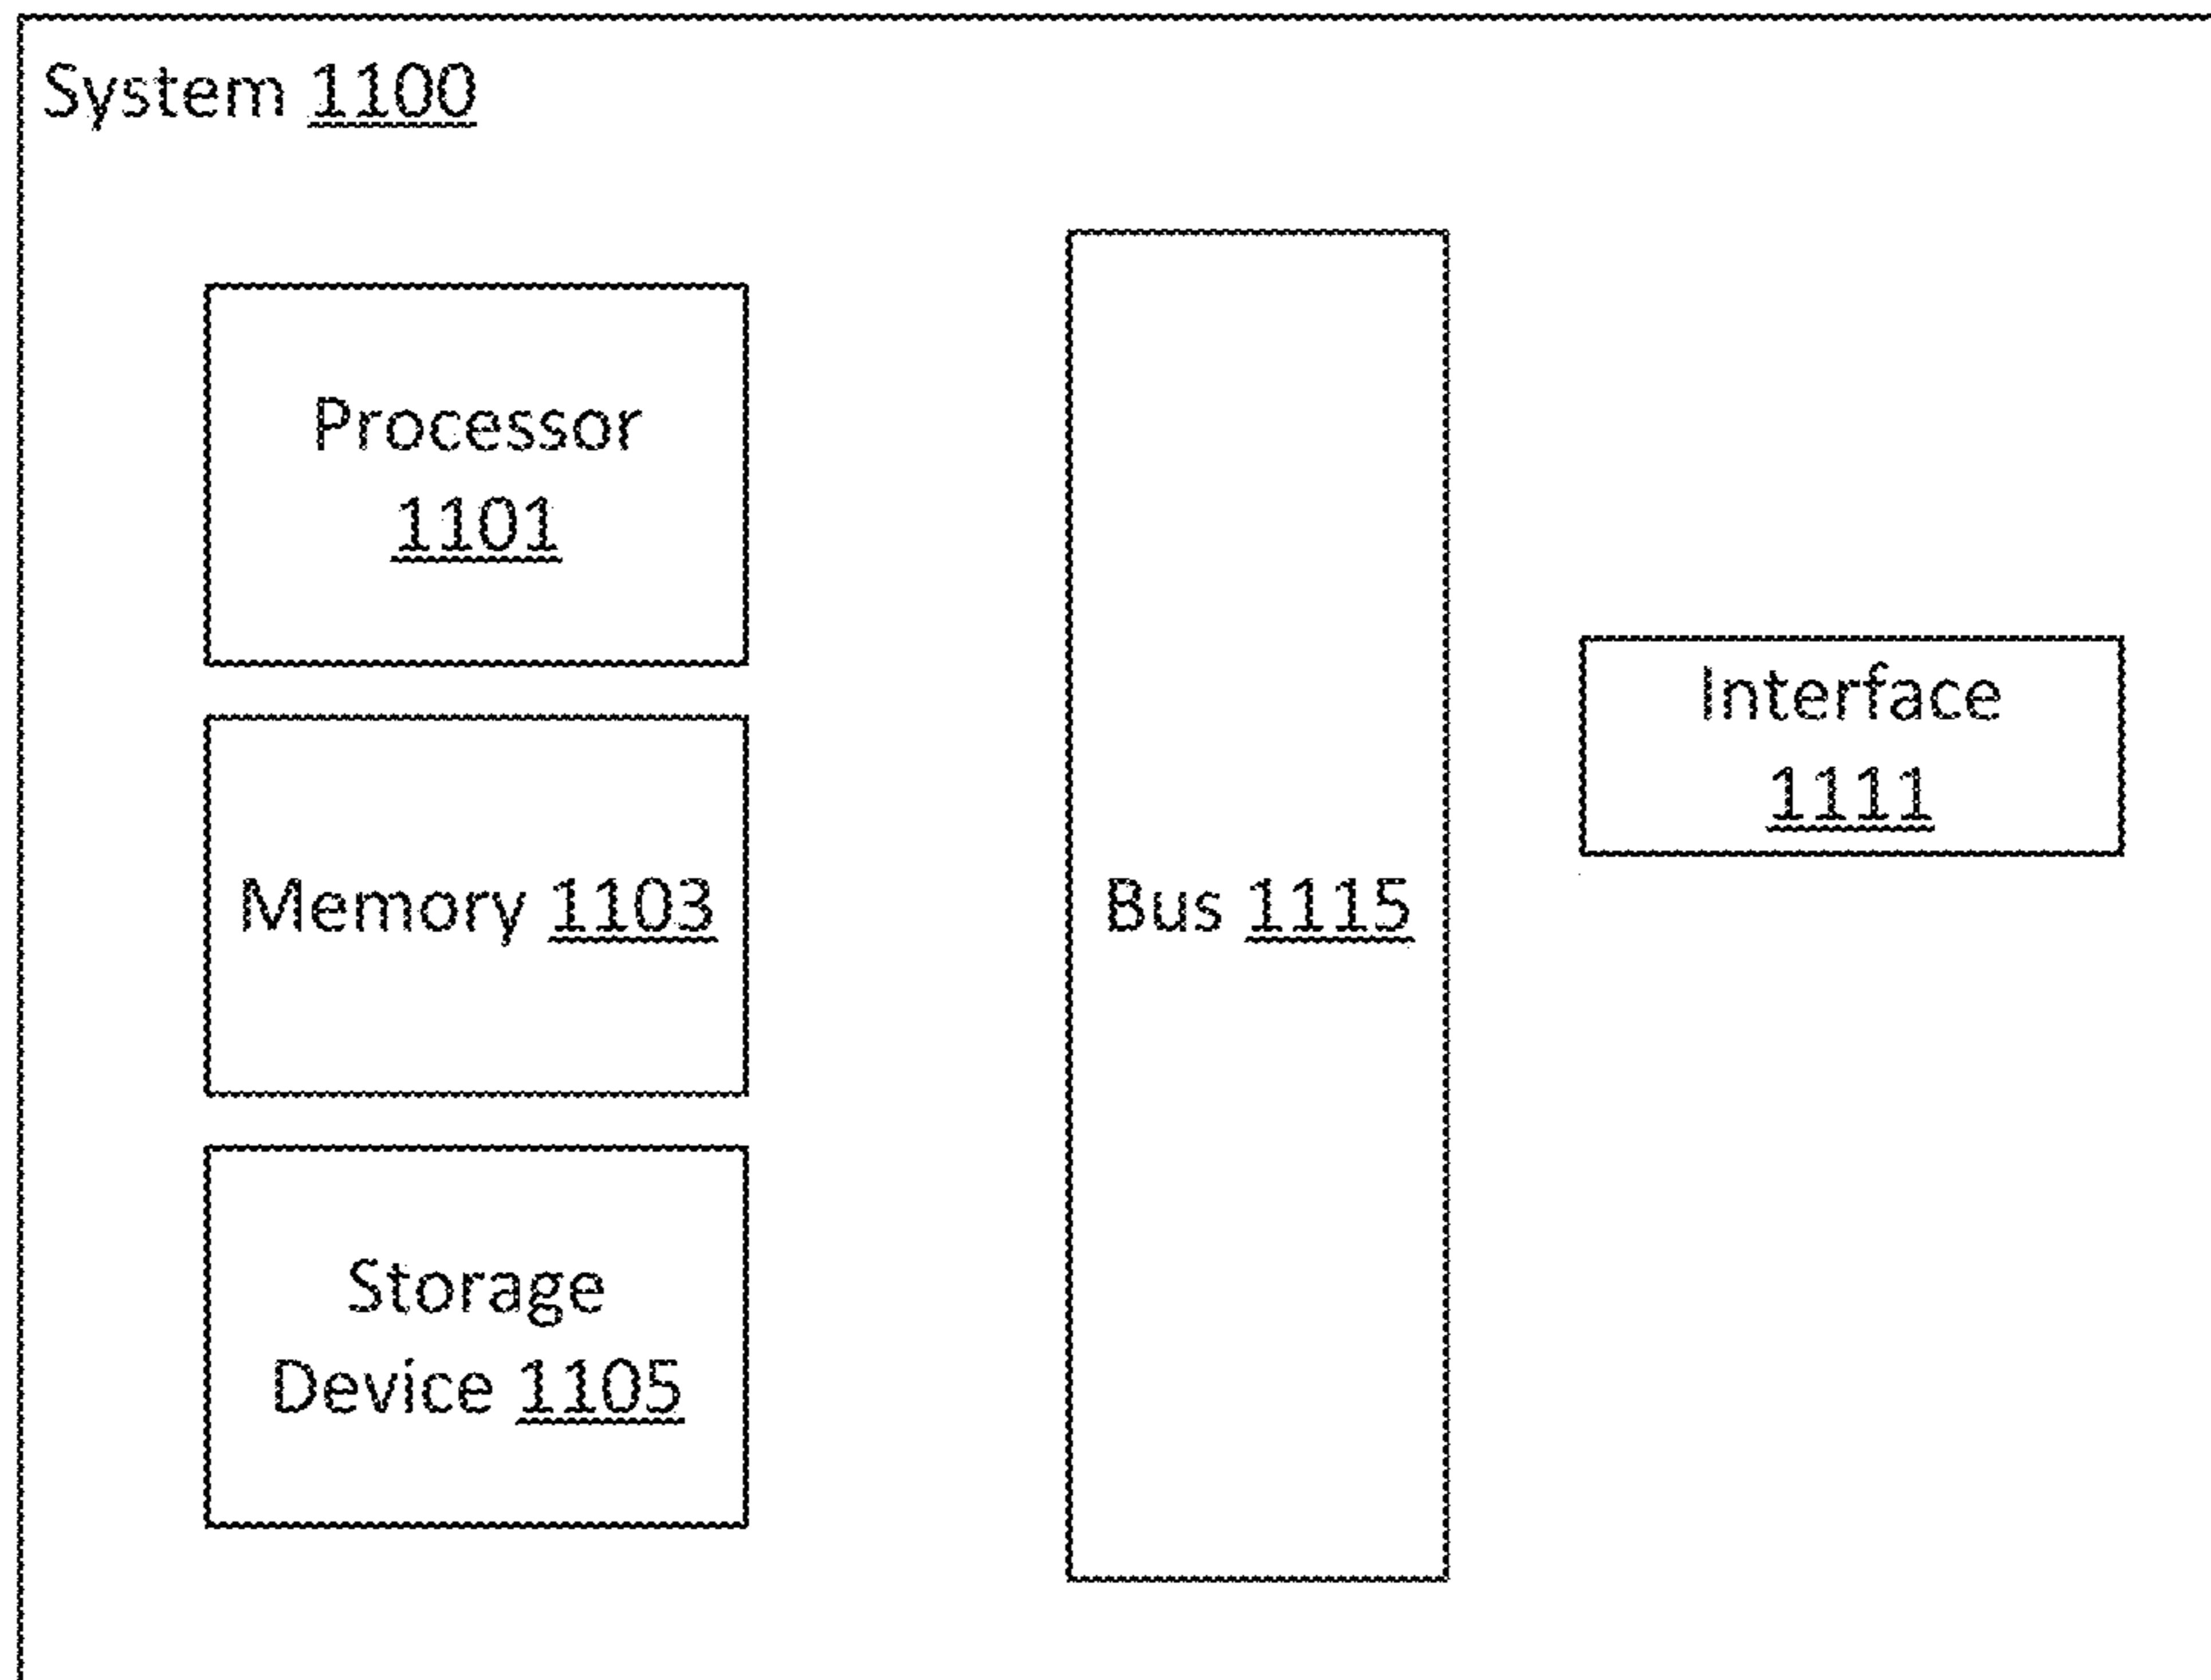 System 1100
Processor
1101
Memory 1103
Storage
Device 1105
Bus 1115
Interface
1111